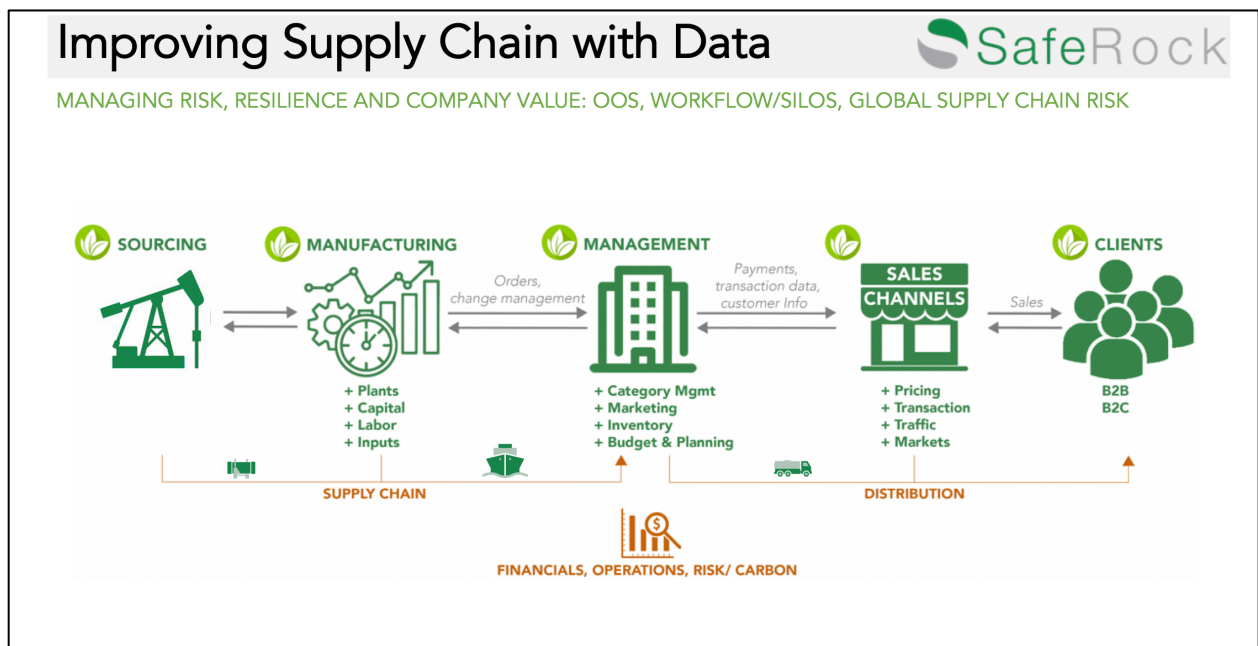 Improving Supply Chain with Data
SafeRock
MANAGING RISK, RESILIENCE AND COMPANY VALUE: OOS, WORKFLOW/SILOS, GLOBAL SUPPLY CHAIN RISK
SOURCING
MANUFACTURING
+ Plants
+ Capital
+ Labor
+ Inputs
Orders,
change management
MANAGEMENT
+ Category Mgmt
+ Marketing
+ Inventory
+ Budget & Planning
Payments,
transaction data,
customer Info
SALES
CHANNELS
+ Pricing
+ Transaction
+ Traffic
+ Markets
Sales
CLIENTS
B2B
B2C
SUPPLY CHAIN
DISTRIBUTION
$
FINANCIALS, OPERATIONS, RISK/ CARBON